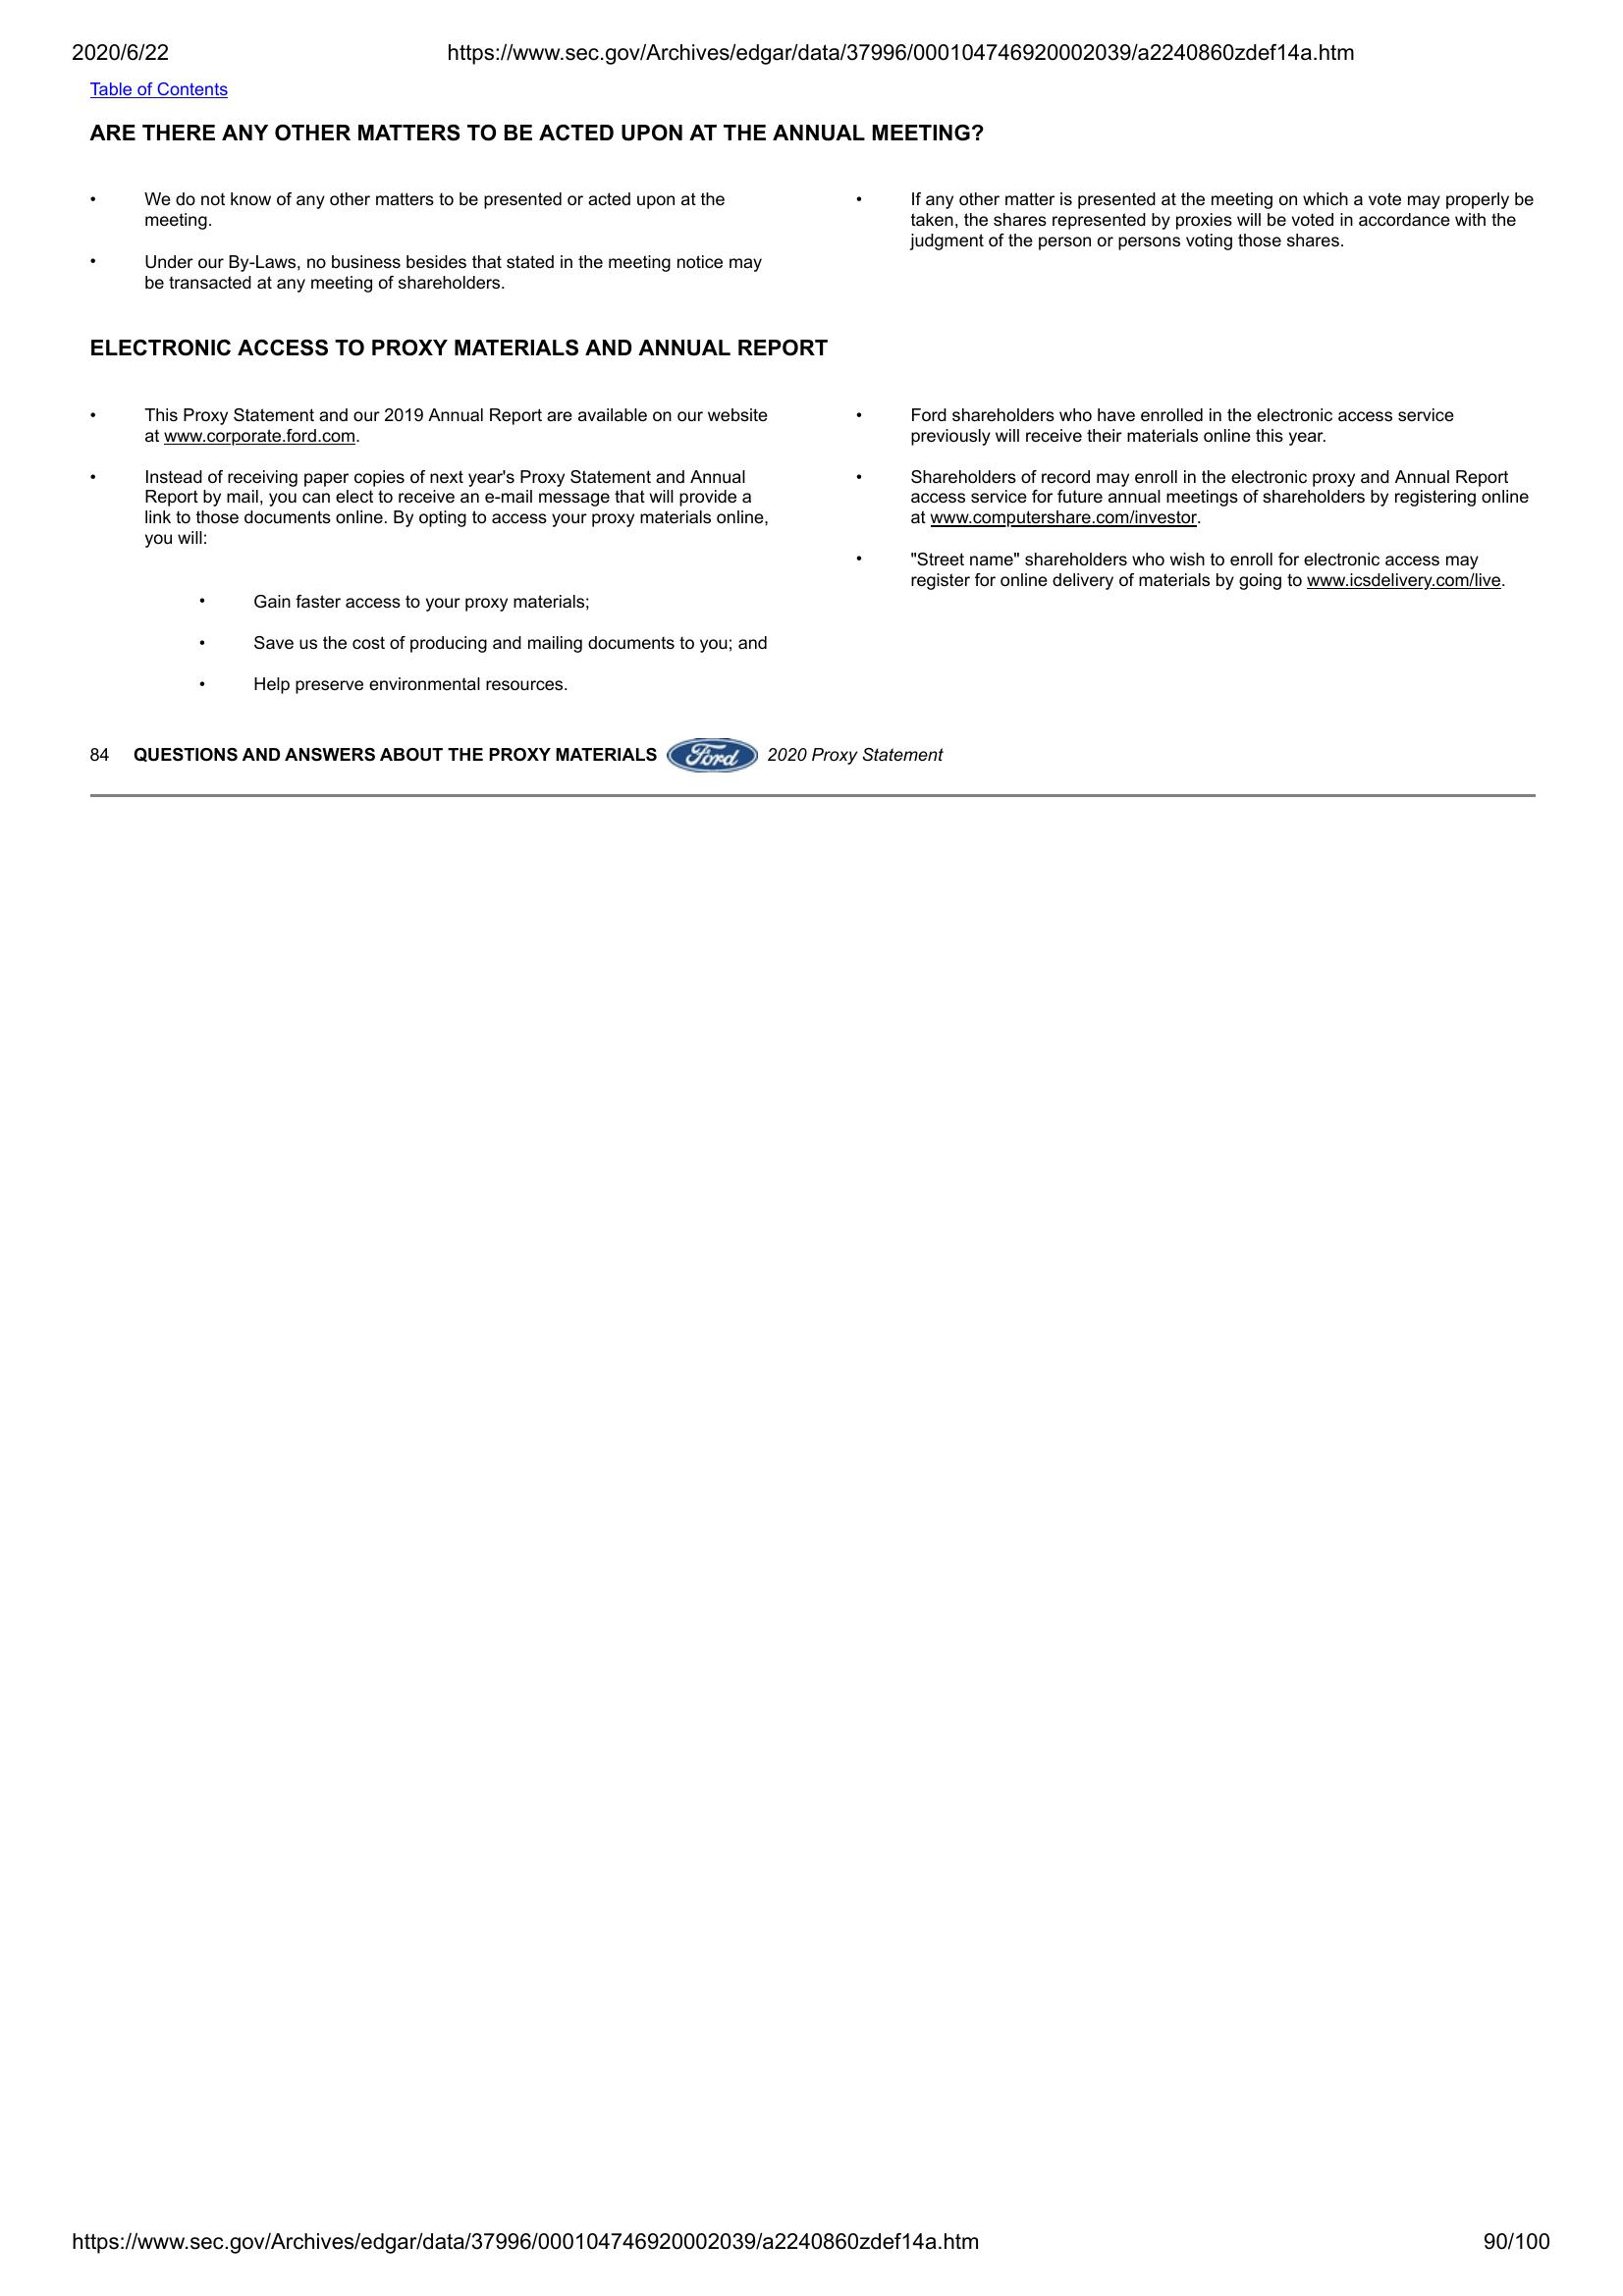 2020/6/22 https://www.sec.gov/Archives/edgar/data/37996/000104746920002039/a2240860zdef14a.htm
Table of Contents
ARE THERE ANY OTHER MATTERS TO BE ACTED UPON AT THE ANNUAL MEETING?
• We do not know of any other matters to be presented or acted upon at the
meeting.
• Under our By-Laws, no business besides that stated in the meeting notice may
be transacted at any meeting of shareholders.
• If any other matter is presented at the meeting on which a vote may properly be
taken, the shares represented by proxies will be voted in accordance with the
judgment of the person or persons voting those shares.
ELECTRONIC ACCESS TO PROXY MATERIALS AND ANNUAL REPORT
• This Proxy Statement and our 2019 Annual Report are available on our website
at www.corporate.ford.com.
• Instead of receiving paper copies of next year's Proxy Statement and Annual
Report by mail, you can elect to receive an e-mail message that will provide a
link to those documents online. By opting to access your proxy materials online,
you will:
• Gain faster access to your proxy materials;
• Save us the cost of producing and mailing documents to you; and
• Help preserve environmental resources.
• Ford shareholders who have enrolled in the electronic access service
previously will receive their materials online this year.
• Shareholders of record may enroll in the electronic proxy and Annual Report
access service for future annual meetings of shareholders by registering online
at www.computershare.com/investor.
• "Street name" shareholders who wish to enroll for electronic access may
register for online delivery of materials by going to www.icsdelivery.com/live.
84 QUESTIONS AND ANSWERS ABOUT THE PROXY MATERIALS Ford 2020 Proxy Statement
https://www.sec.gov/Archives/edgar/data/37996/000104746920002039/a2240860zdef14a.htm 90/100